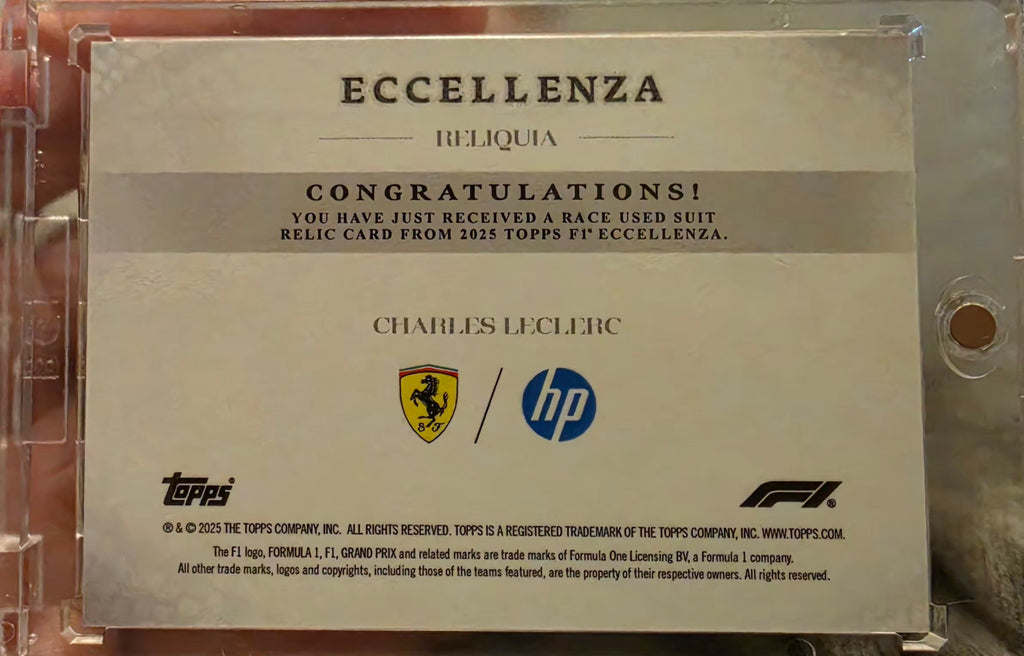 ECCELLENZA
RELIQUIA
CONGRATULATIONS!
YOU HAVE JUST RECEIVED A RACE USED SUIT
RELIC CARD FROM 2025 TOPPS F1® ECCELLENZA.
CHARLES LECLERC
S F
hp
topps
F1®
® & © 2025 THE TOPPS COMPANY, INC. ALL RIGHTS RESERVED. TOPPS IS A REGISTERED TRADEMARK OF THE TOPPS COMPANY, INC. WWW.TOPPS.COM.
The F1 logo, FORMULA 1, F1, GRAND PRIX and related marks are trade marks of Formula One Licensing BV, a Formula 1 company.
All other trade marks, logos and copyrights, including those of the teams featured, are the property of their respective owners. All rights reserved.